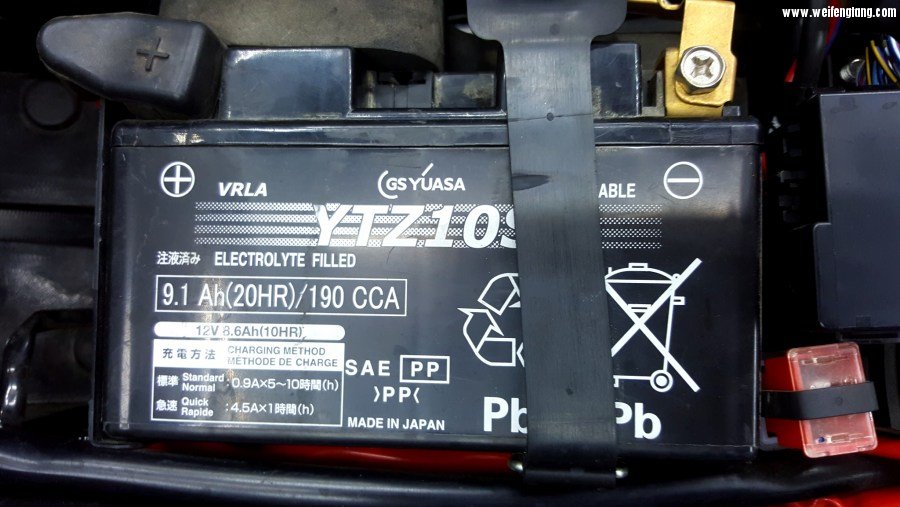 www.weifengtang.com
+
VRLA
GS YUASA
ABLE
YTZ10S
注液済み ELECTROLYTE FILLED
9.1 Ah(20HR)/190 CCA
12V 8.6Ah(10HR)
充電方法 CHARGING METHOD
MÉTHODE DE CHARGE
標準 Standard Normal : 0.9A×5~10時間(h)
急速 Quick Rapide : 4.5A×1時間(h)
SAE PP
>PP<
MADE IN JAPAN
Pb
Pb